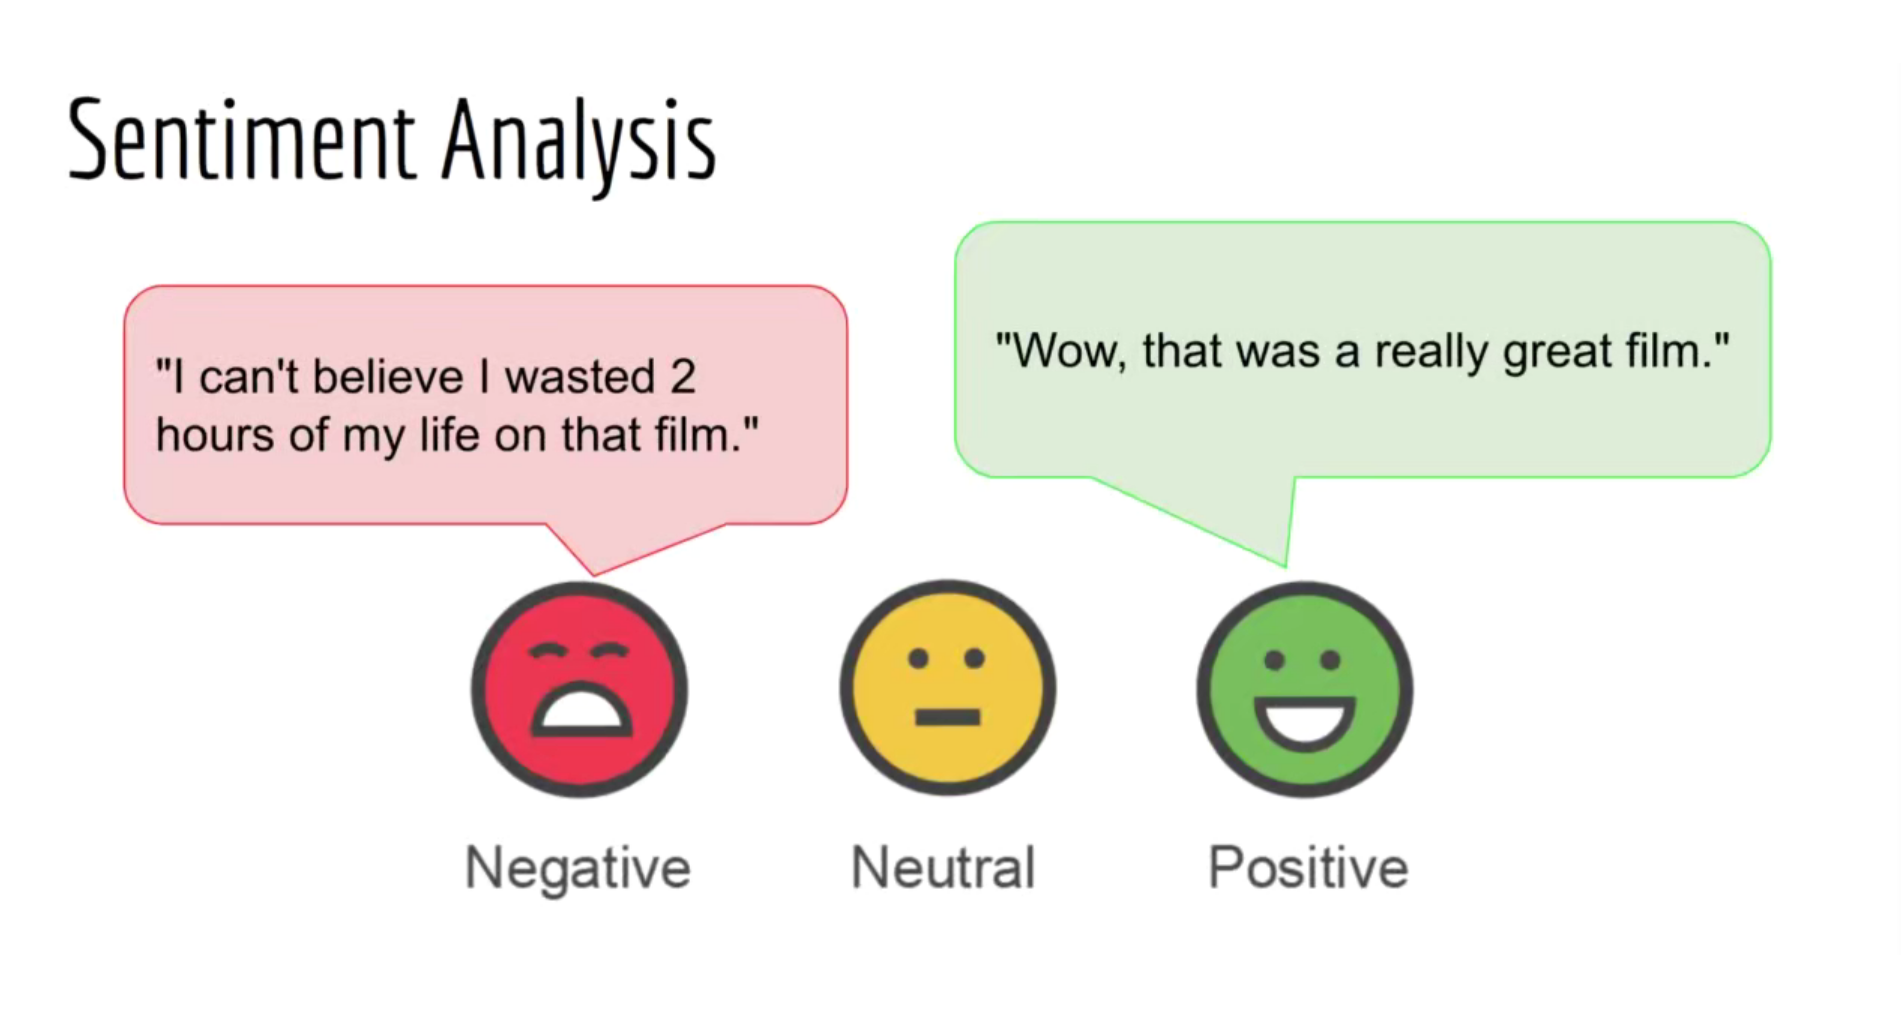 Sentiment Analysis
"I can't believe I wasted 2
hours of my life on that film."
"Wow, that was a really great film."
Negative
Neutral
Positive